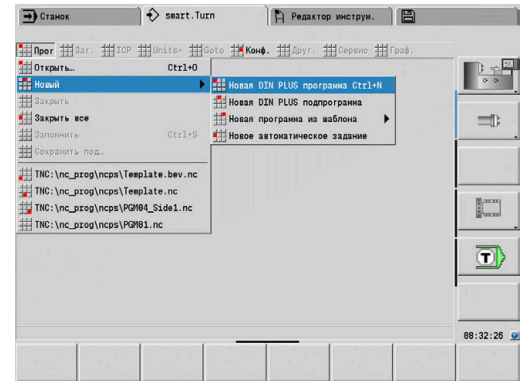 Станок
smart.Turn
Редактор инструм.
Прог Заг. ICP Units- Goto Конф. Друг. Сервис Граф.
Открыть… Ctrl+O
Новый
Закрыть
Закрыть все
Запомнить Ctrl+S
Сохранить под…
TNC:\nc_prog\ncps\Template.bev.nc
TNC:\nc_prog\ncps\Template.nc
TNC:\nc_prog\ncps\PGM04_Side1.nc
TNC:\nc_prog\ncps\PGM01.nc
Новая DIN PLUS программа Ctrl+N
Новая DIN PLUS подпрограмма
Новая программа из шаблона
Новое автоматическое задание
T
08:32:26